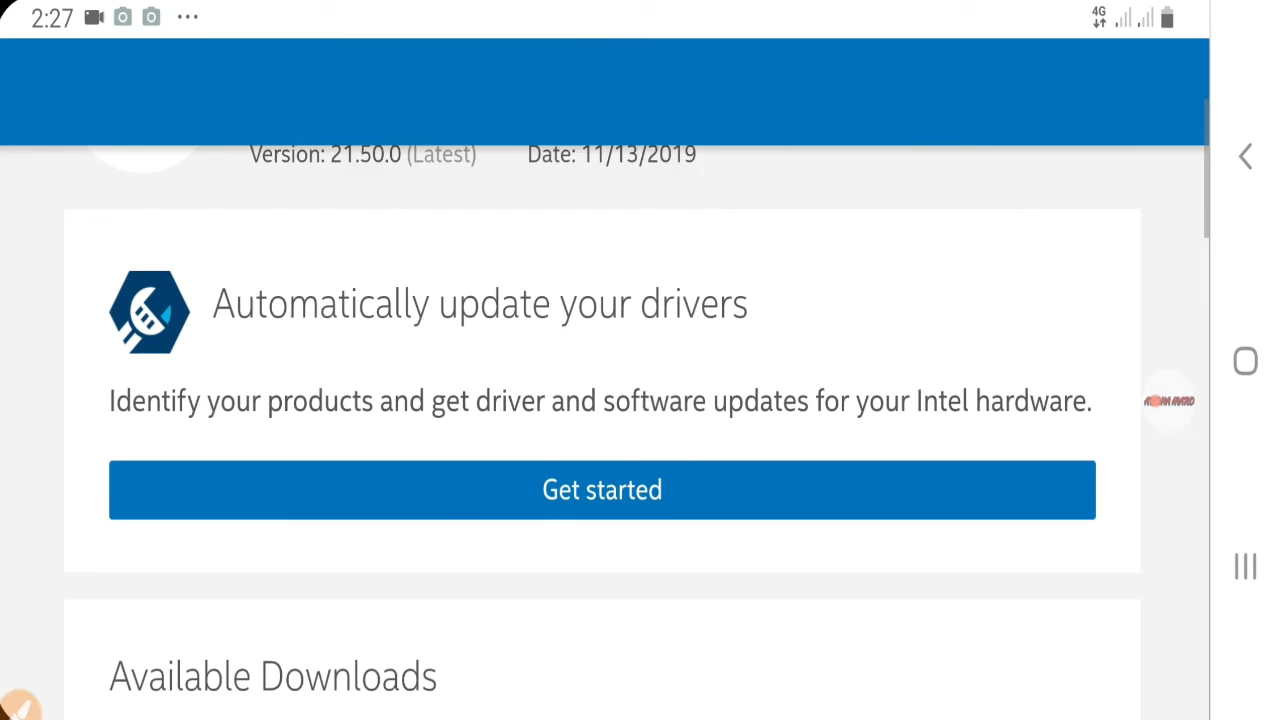 2:27
4G
Version: 21.50.0 (Latest) Date: 11/13/2019
Automatically update your drivers
Identify your products and get driver and software updates for your Intel hardware.
Get started
Available Downloads